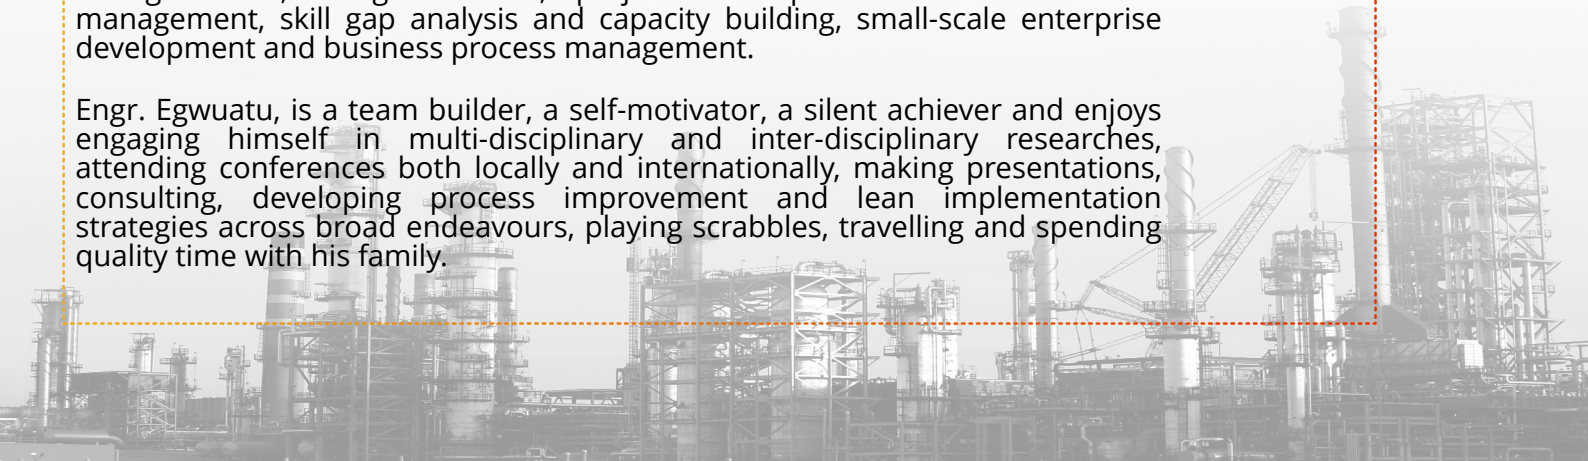 management, skill gap analysis and capacity building, small-scale enterprise
development and business process management.
Engr. Egwuatu, is a team builder, a self-motivator, a silent achiever and enjoys
engaging himself in multi-disciplinary and inter-disciplinary researches,
attending conferences both locally and internationally, making presentations,
consulting, developing process improvement and lean implementation
strategies across broad endeavours, playing scrabbles, travelling and spending
quality time with his family.